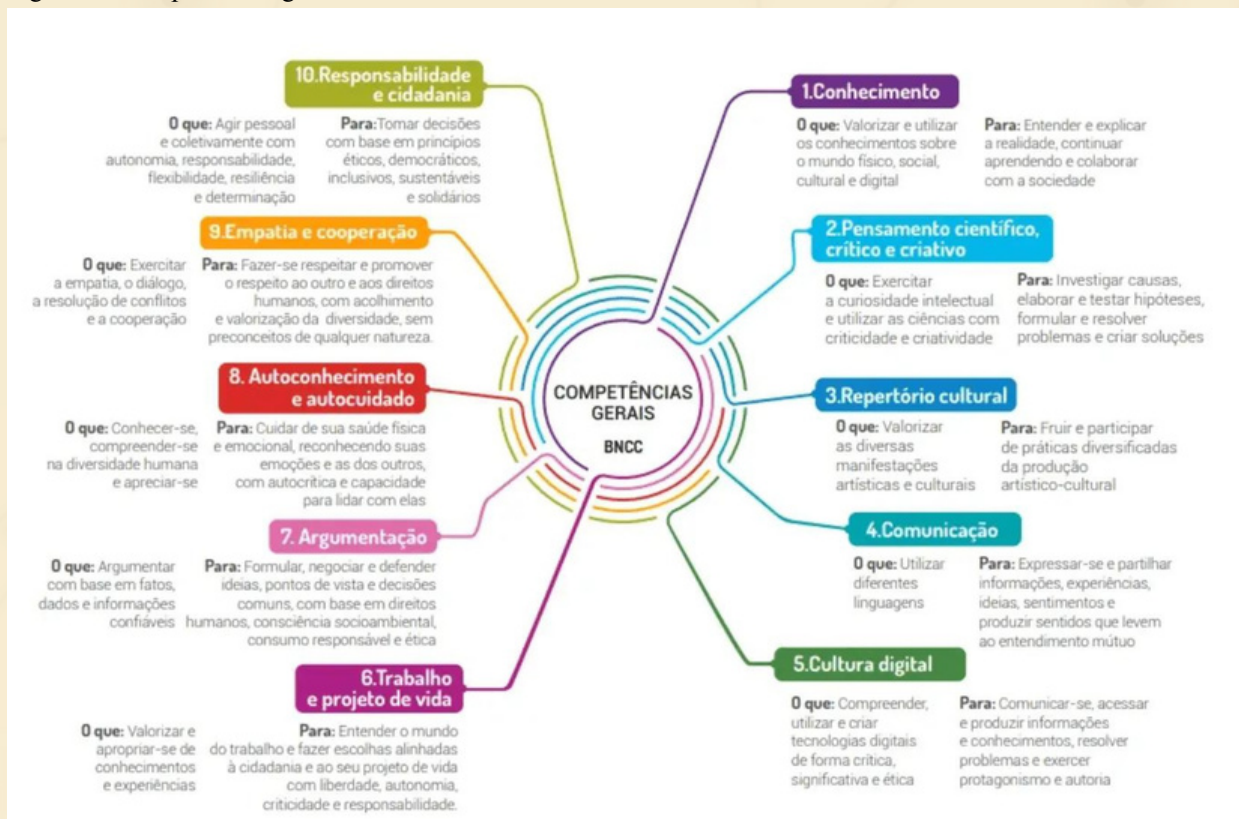 COMPETÊNCIAS
GERAIS
BNCC
1.Conhecimento
O que: Valorizar e utilizar
os conhecimentos sobre
o mundo físico, social,
cultural e digital
Para: Entender e explicar
a realidade, continuar
aprendendo e colaborar
com a sociedade
2.Pensamento científico,
crítico e criativo
O que: Exercitar
a curiosidade intelectual
e utilizar as ciências com
criticidade e criatividade
Para: Investigar causas,
elaborar e testar hipóteses,
formular e resolver
problemas e criar soluções
3.Repertório cultural
O que: Valorizar
as diversas
manifestações
artísticas e culturais
Para: Fruir e participar
de práticas diversificadas
da produção
artístico-cultural
4.Comunicação
O que: Utilizar
diferentes
linguagens
Para: Expressar-se e partilhar
informações, experiências,
ideias, sentimentos e
produzir sentidos que levem
ao entendimento mútuo
5.Cultura digital
O que: Compreender,
utilizar e criar
tecnologias digitais
de forma crítica,
significativa e ética
Para: Comunicar-se, acessar
e produzir informações
e conhecimentos, resolver
problemas e exercer
protagonismo e autoria
6.Trabalho
e projeto de vida
O que: Valorizar e
apropriar-se de
conhecimentos
e experiências
Para: Entender o mundo
do trabalho e fazer escolhas alinhadas
à cidadania e ao seu projeto de vida
com liberdade, autonomia,
criticidade e responsabilidade.
7. Argumentação
O que: Argumentar
com base em fatos,
dados e informações
confiáveis
Para: Formular, negociar e defender
ideias, pontos de vista e decisões
comuns, com base em direitos
humanos, consciência socioambiental,
consumo responsável e ética
8. Autoconhecimento
e autocuidado
O que: Conhecer-se,
compreender-se
na diversidade humana
e apreciar-se
Para: Cuidar de sua saúde física
e emocional, reconhecendo suas
emoções e as dos outros,
com autocrítica e capacidade
para lidar com elas
9.Empatia e cooperação
O que: Exercitar
a empatia, o diálogo,
a resolução de conflitos
e a cooperação
Para: Fazer-se respeitar e promover
o respeito ao outro e aos direitos
humanos, com acolhimento
e valorização da diversidade, sem
preconceitos de qualquer natureza.
10.Responsabilidade
e cidadania
O que: Agir pessoal
e coletivamente com
autonomia, responsabilidade,
flexibilidade, resiliência
e determinação
Para:Tomar decisões
com base em princípios
éticos, democráticos,
inclusivos, sustentáveis
e solidários